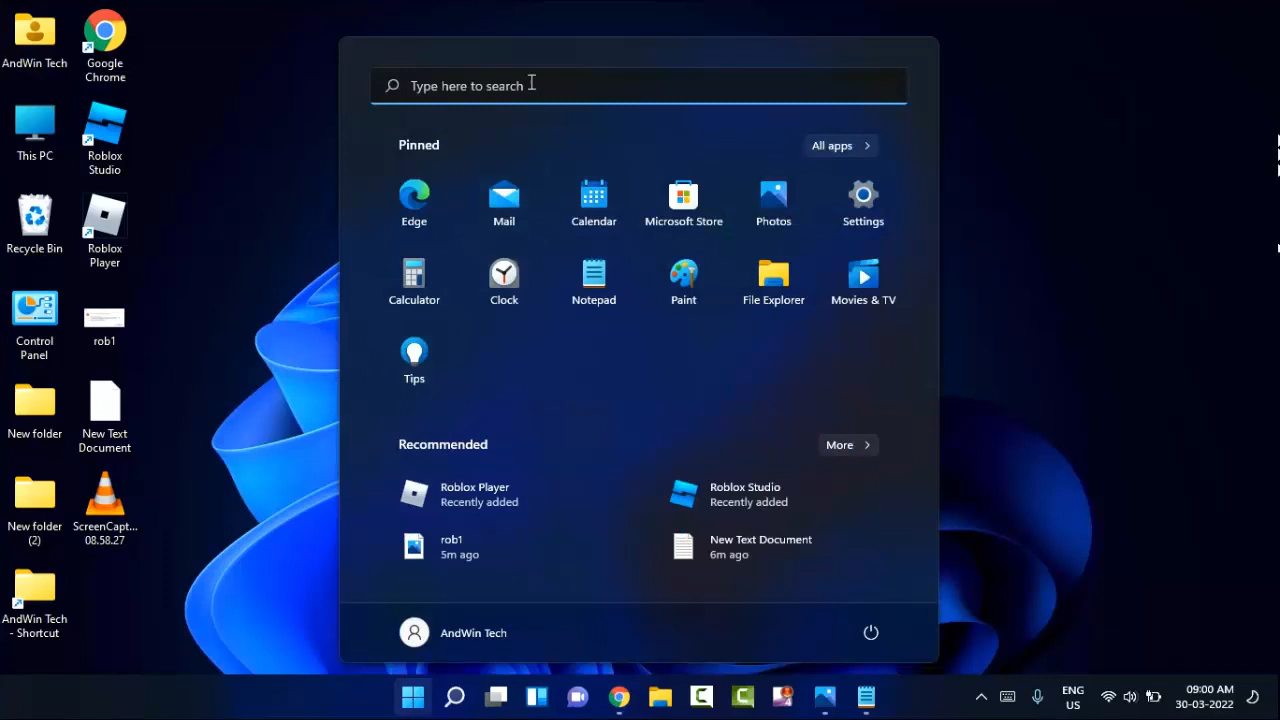 AndWin Tech
Google
Chrome
This PC
Roblox
Studio
Recycle Bin
Roblox
Player
Control
Panel
rob1
New folder
New Text
Document
New folder
(2)
ScreenCapt...
08.58.27
AndWin Tech
- Shortcut
Type here to search
Pinned
All apps
Edge
Mail
Calendar
Microsoft Store
Photos
Settings
Calculator
Clock
Notepad
Paint
File Explorer
Movies & TV
Tips
Recommended
More
Roblox Player
Recently added
Roblox Studio
Recently added
rob1
5m ago
New Text Document
6m ago
AndWin Tech
ENG
US
09:00 AM
30-03-2022